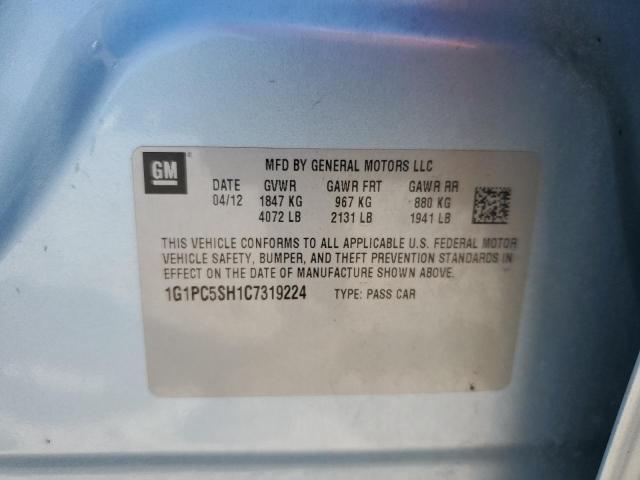 GM
MFD BY GENERAL MOTORS LLC
DATE GVWR GAWR FRT GAWR RR
04/12 1847 KG 967 KG 880 KG
4072 LB 2131 LB 1941 LB
THIS VEHICLE CONFORMS TO ALL APPLICABLE U.S. FEDERAL MOTOR
VEHICLE SAFETY, BUMPER, AND THEFT PREVENTION STANDARDS IN
EFFECT ON THE DATE OF MANUFACTURE SHOWN ABOVE.
1G1PC5SH1C7319224 TYPE: PASS CAR